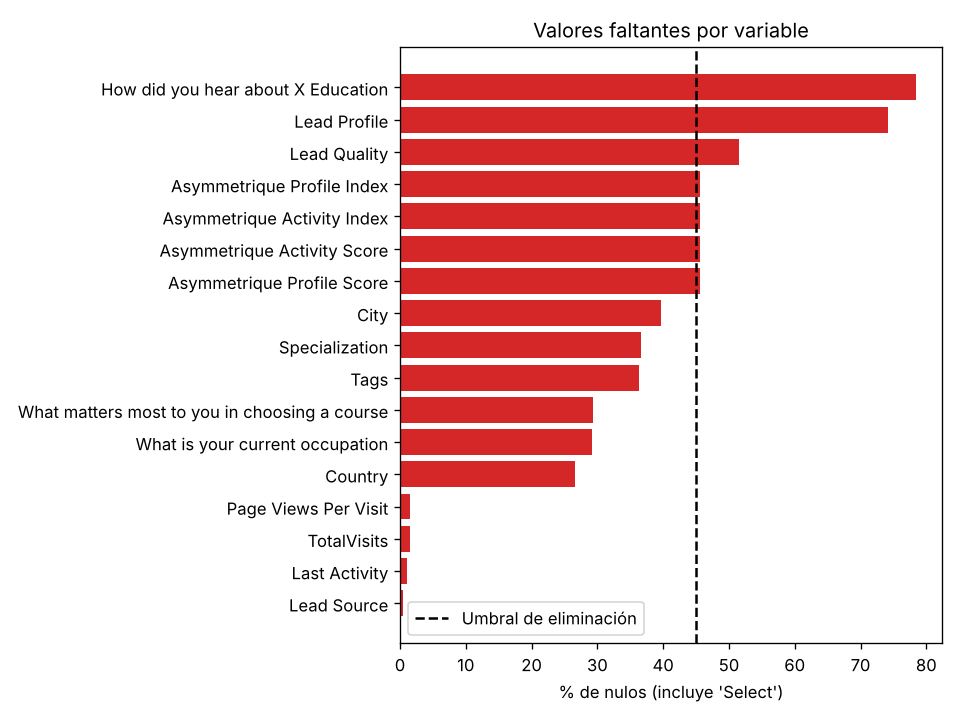 Valores faltantes por variable
How did you hear about X Education
Lead Profile
Lead Quality
Asymmetrique Profile Index
Asymmetrique Activity Index
Asymmetrique Activity Score
Asymmetrique Profile Score
City
Specialization
Tags
What matters most to you in choosing a course
What is your current occupation
Country
Page Views Per Visit
TotalVisits
Last Activity
Lead Source
Umbral de eliminación
0 10 20 30 40 50 60 70 80
% de nulos (incluye 'Select')